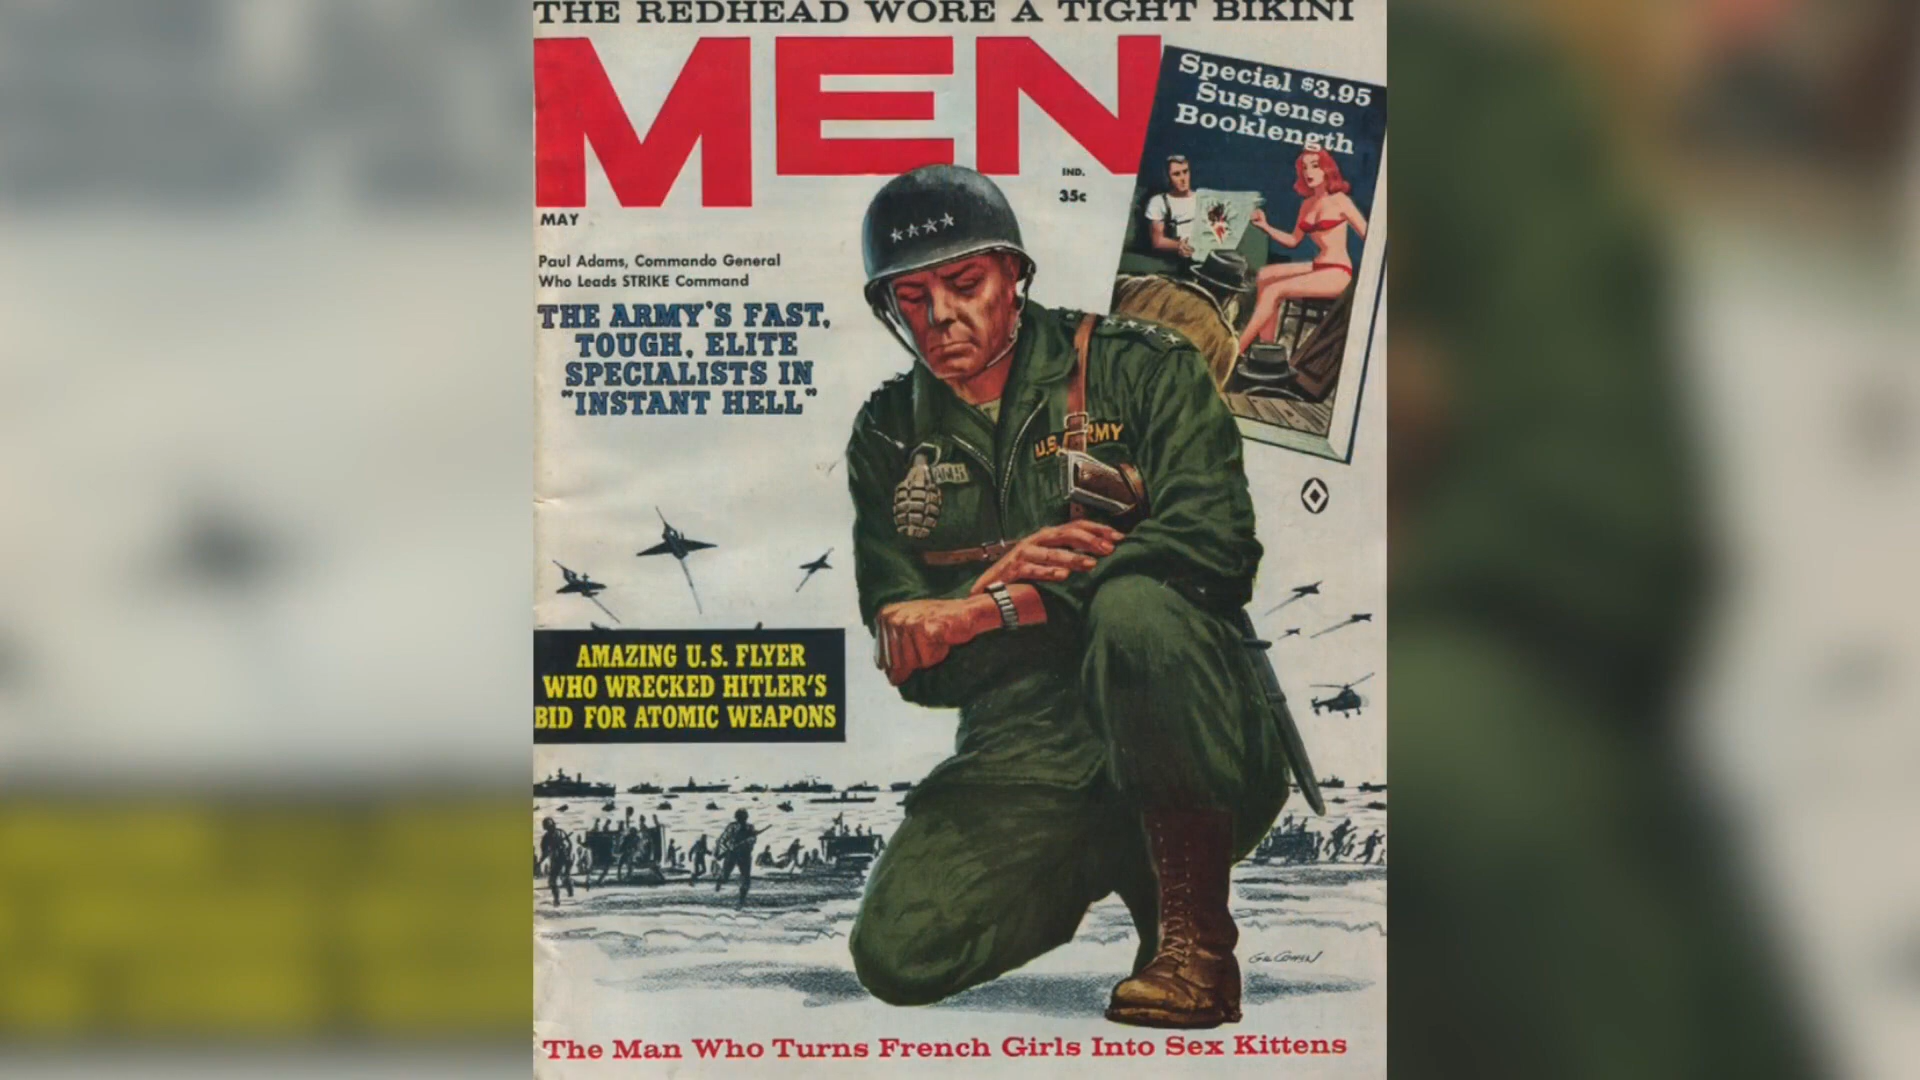 THE REDHEAD WORE A TIGHT BIKINI
MEN
Special $3.95
Suspense
Booklength
IND.
35c
MAY
Paul Adams, Commando General
Who Leads STRIKE Command
THE ARMY'S FAST,
TOUGH, ELITE
SPECIALISTS IN
"INSTANT HELL"
U.S. ARMY
AMAZING U.S. FLYER
WHO WRECKED HITLER'S
BID FOR ATOMIC WEAPONS
The Man Who Turns French Girls Into Sex Kittens